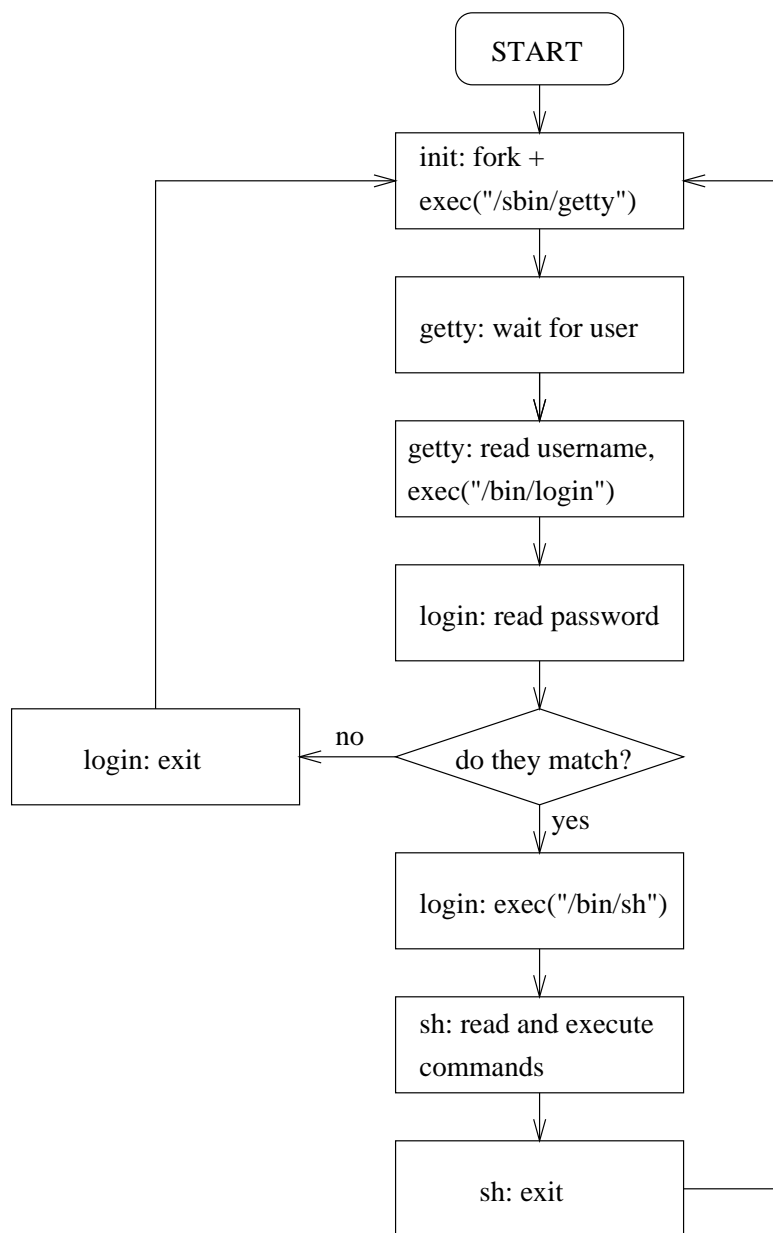 START
init: fork +
exec("/sbin/getty")
getty: wait for user
getty: read username,
exec("/bin/login")
login: read password
do they match?
no
login: exit
yes
login: exec("/bin/sh")
sh: read and execute
commands
sh: exit